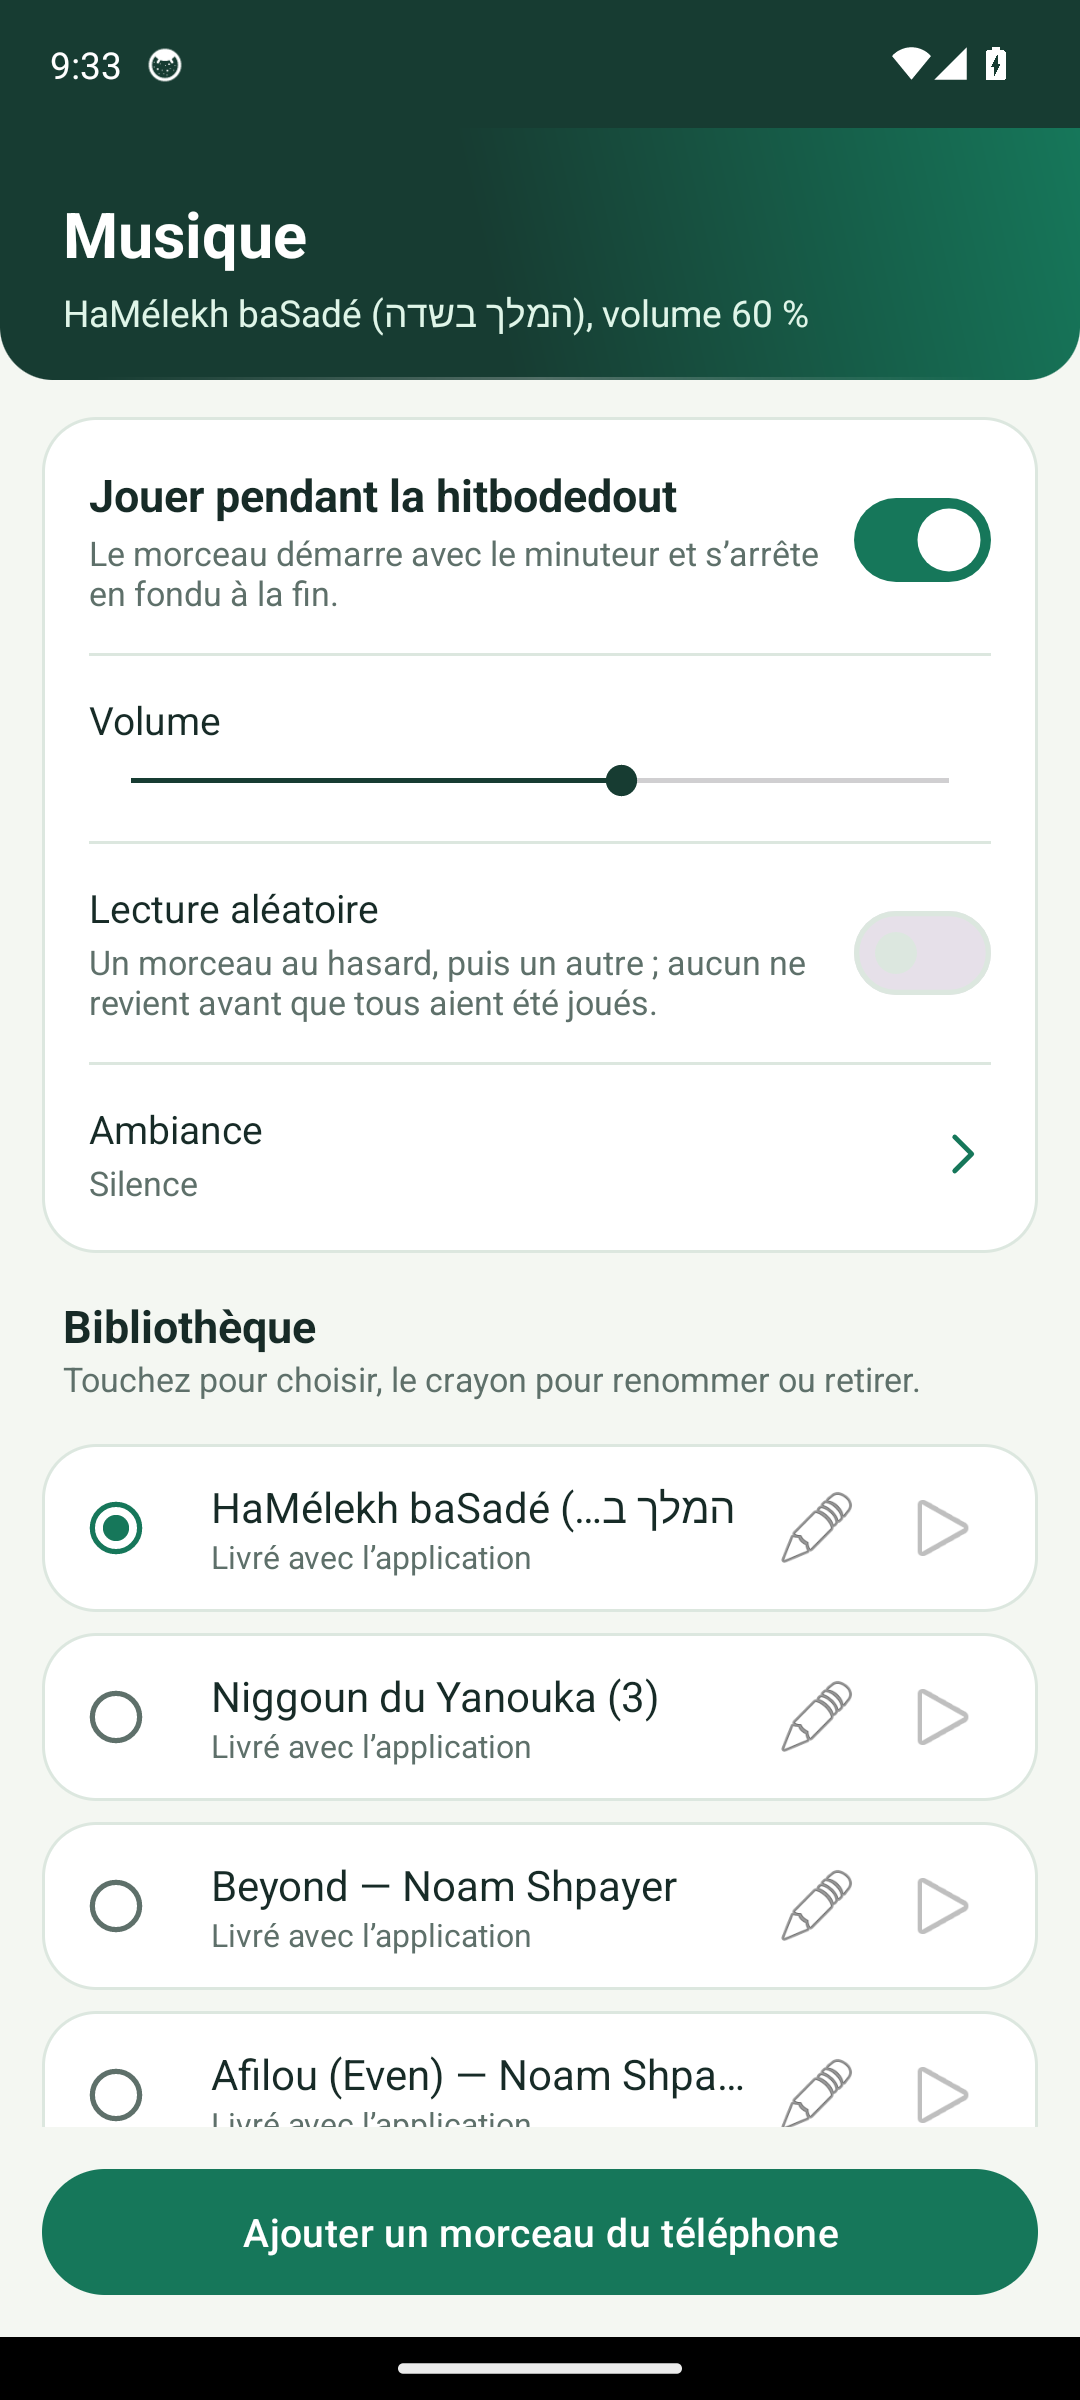 9:33
Musique
HaMélekh baSadé (המלך בשדה), volume 60 %
Jouer pendant la hitbodedout
Le morceau démarre avec le minuteur et s’arrête
en fondu à la fin.
Volume
Lecture aléatoire
Un morceau au hasard, puis un autre ; aucun ne
revient avant que tous aient été joués.
Ambiance
Silence
Bibliothèque
Touchez pour choisir, le crayon pour renommer ou retirer.
HaMélekh baSadé (המלך ב…
Livré avec l’application
Niggoun du Yanouka (3)
Livré avec l’application
Beyond — Noam Shpayer
Livré avec l’application
Afilou (Even) — Noam Shpa…
Livré avec l’application
Ajouter un morceau du téléphone